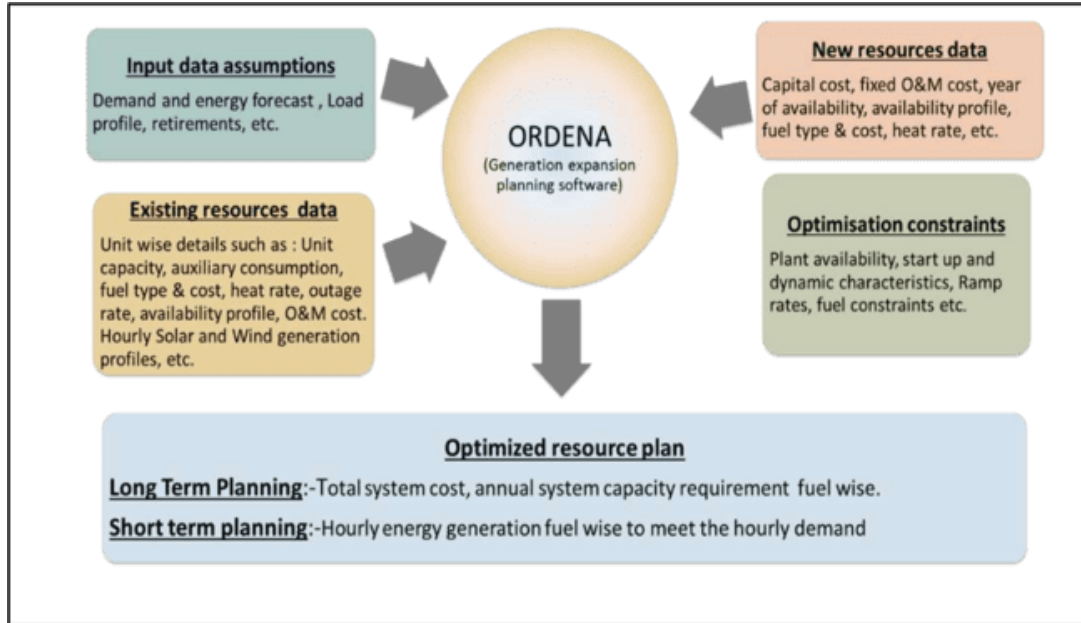 Input data assumptions
Demand and energy forecast , Load
profile, retirements, etc.
Existing resources data
Unit wise details such as : Unit
capacity, auxiliary consumption,
fuel type & cost, heat rate, outage
rate, availability profile, O&M cost.
Hourly Solar and Wind generation
profiles, etc.
ORDENA
(Generation expansion
planning software)
New resources data
Capital cost, fixed O&M cost, year
of availability, availability profile,
fuel type & cost, heat rate, etc.
Optimisation constraints
Plant availability, start up and
dynamic characteristics, Ramp
rates, fuel constraints etc.
Optimized resource plan
Long Term Planning:-Total system cost, annual system capacity requirement fuel wise.
Short term planning:-Hourly energy generation fuel wise to meet the hourly demand